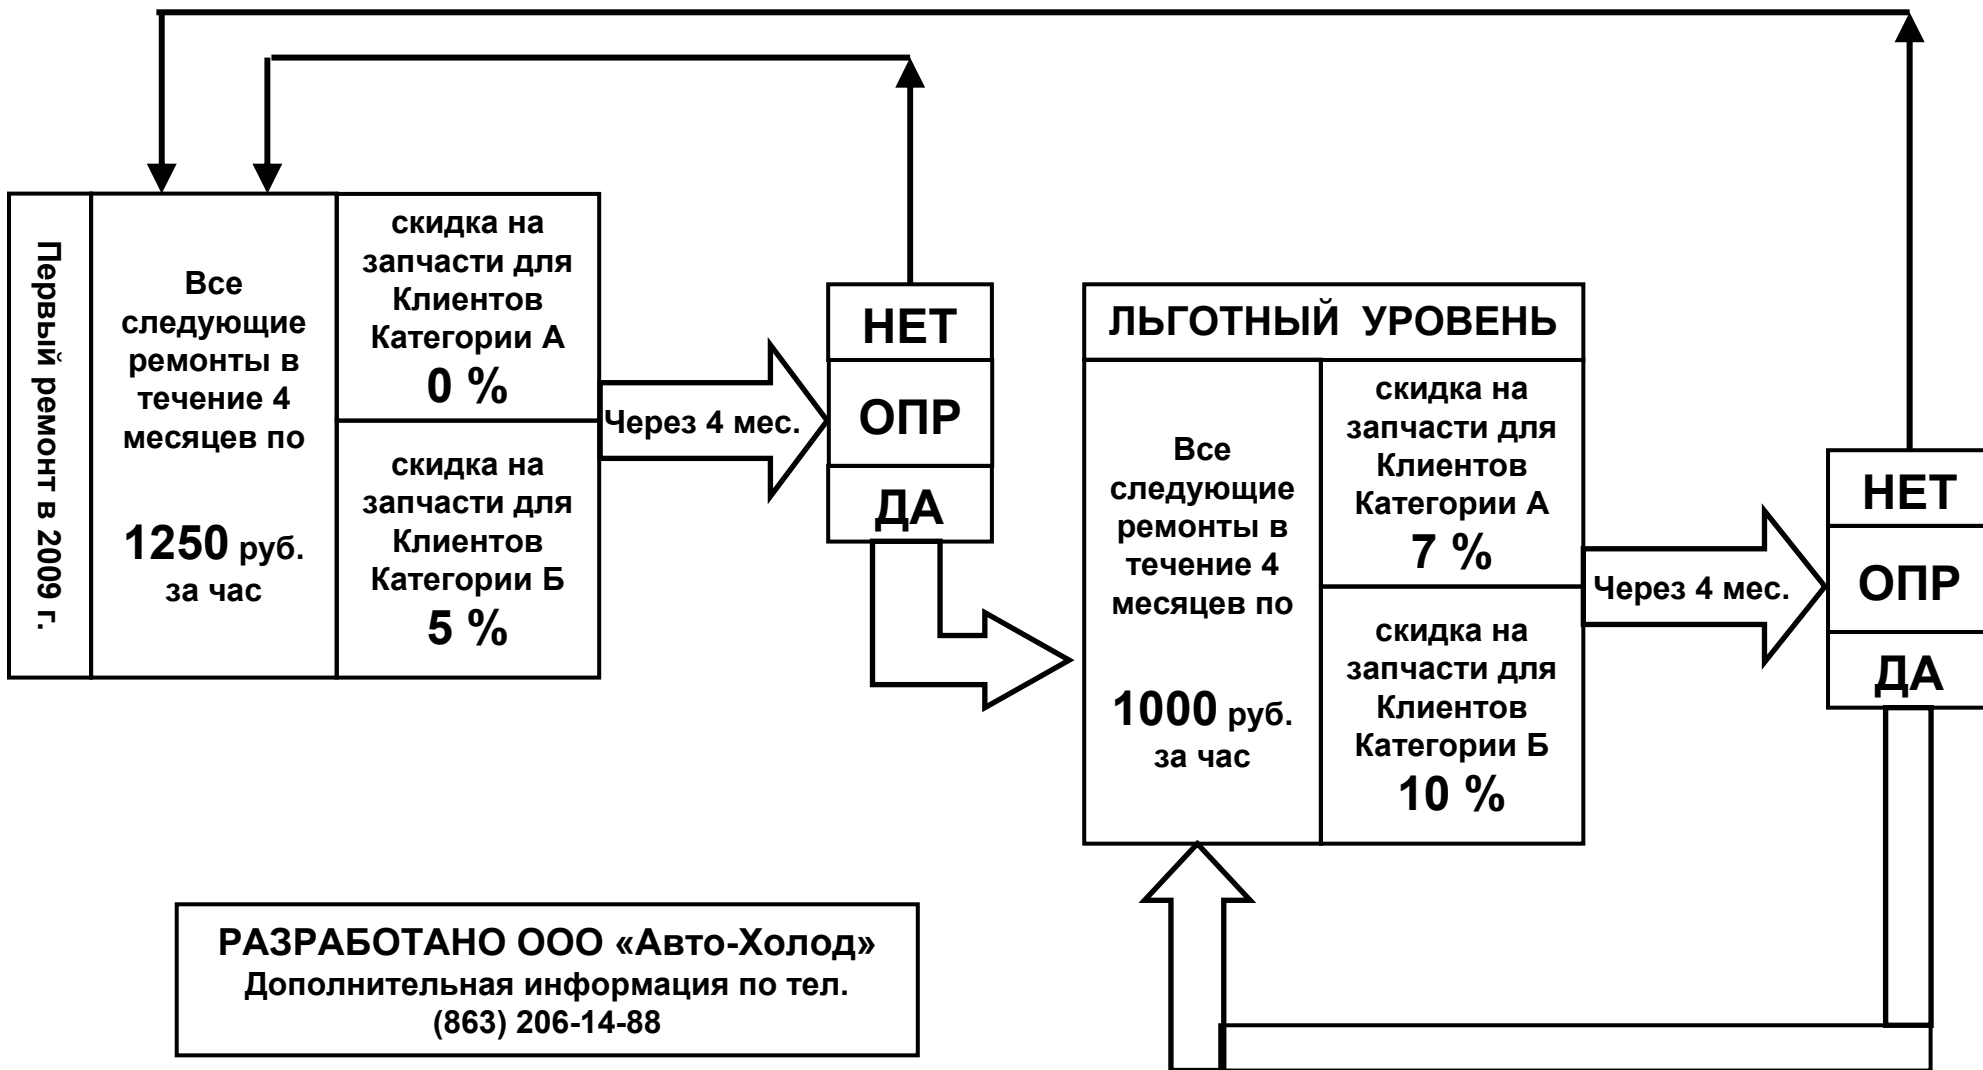 Первый ремонт в 2009 г.
Все
следующие
ремонты в
течение 4
месяцев по
1250 руб.
за час
скидка на
запчасти для
Клиентов
Категории А
0 %
скидка на
запчасти для
Клиентов
Категории Б
5 %
Через 4 мес.
НЕТ
ОПР
ДА
ЛЬГОТНЫЙ УРОВЕНЬ
Все
следующие
ремонты в
течение 4
месяцев по
1000 руб.
за час
скидка на
запчасти для
Клиентов
Категории А
7 %
скидка на
запчасти для
Клиентов
Категории Б
10 %
Через 4 мес.
НЕТ
ОПР
ДА
РАЗРАБОТАНО ООО «Авто-Холод»
Дополнительная информация по тел.
(863) 206-14-88